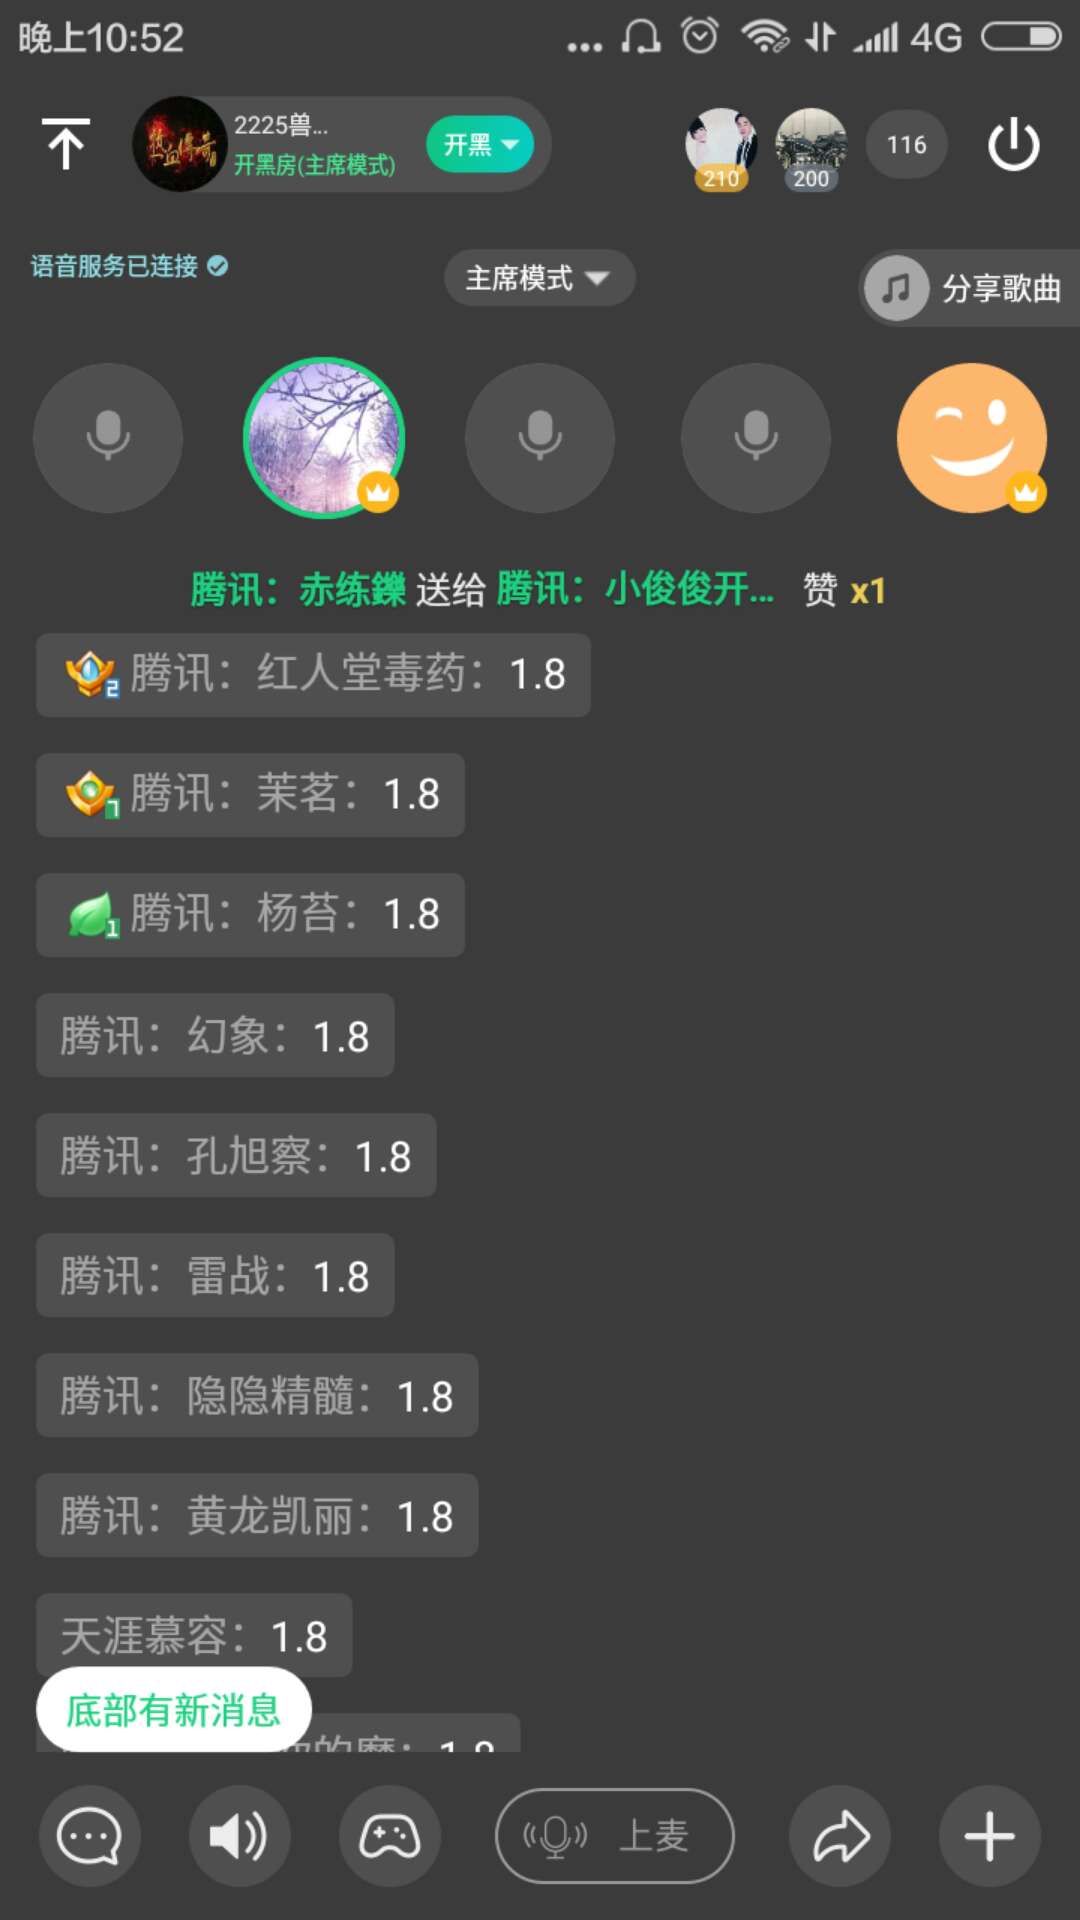 晚上10:52
4G
热血传奇
2225兽...
开黑房(主席模式)
开黑
210
200
116
语音服务已连接
主席模式
分享歌曲
腾讯：赤练鑠 送给 腾讯：小俊俊开... 赞 x1
2 腾讯：红人堂毒药：1.8
1 腾讯：茉茗：1.8
1 腾讯：杨苔：1.8
腾讯：幻象：1.8
腾讯：孔旭察：1.8
腾讯：雷战：1.8
腾讯：隐隐精髓：1.8
腾讯：黄龙凯丽：1.8
天涯慕容：1.8
底部有新消息
上麦